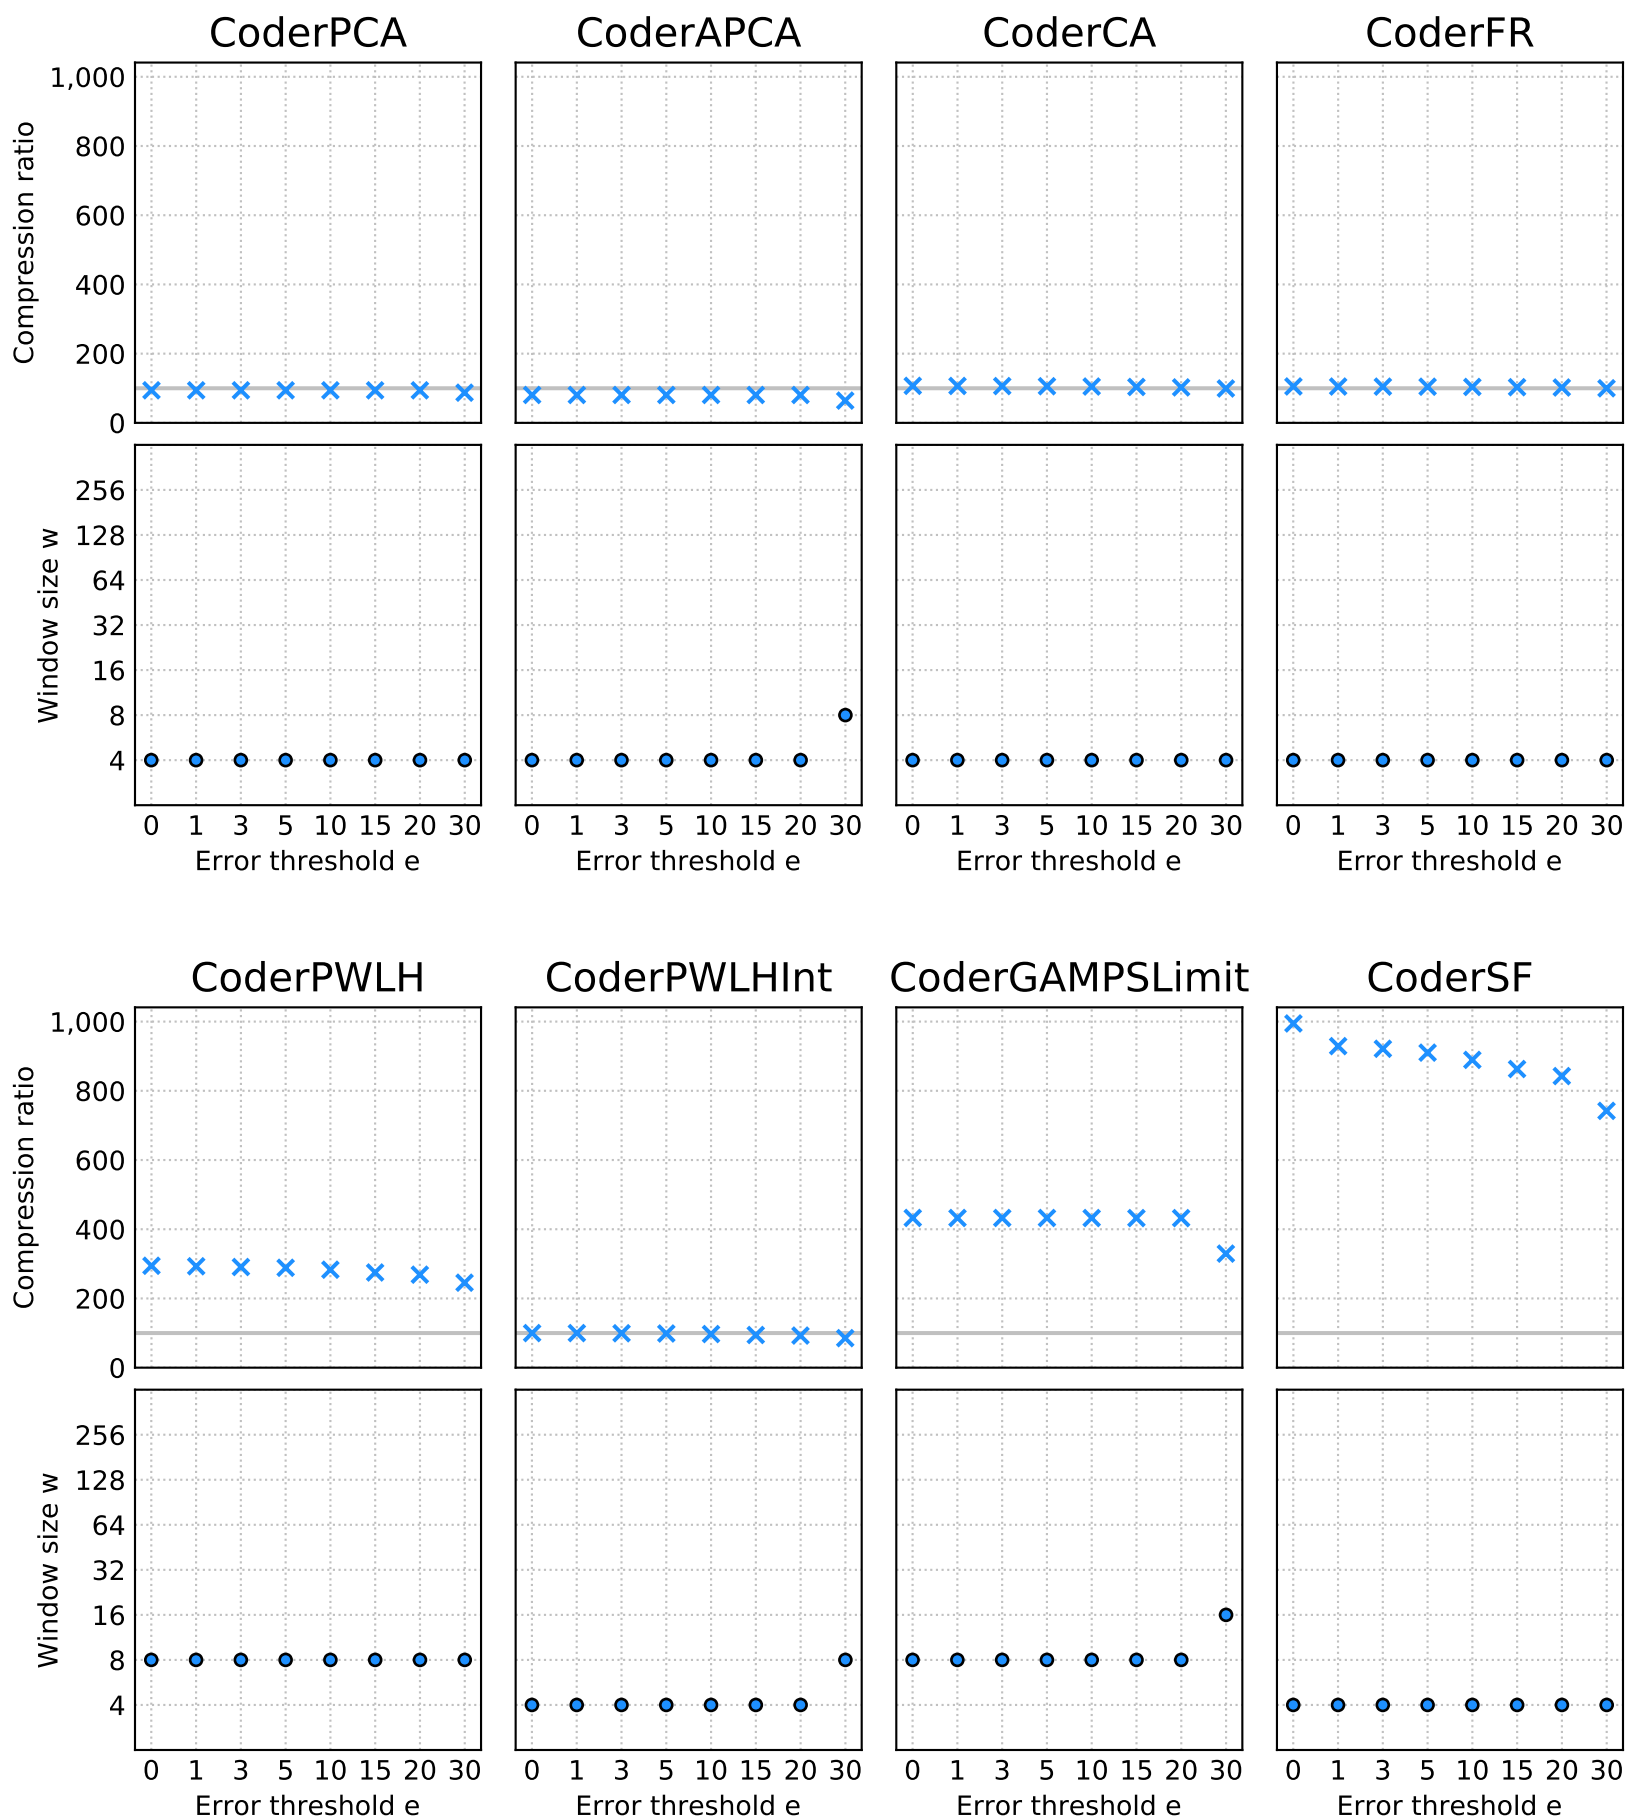 CoderPCA CoderAPCA CoderCA CoderFR
Compression ratio
1,000
800
600
400
200
0
Window size w
256
128
64
32
16
8
4
0 1 3 5 10 15 20 30 0 1 3 5 10 15 20 30 0 1 3 5 10 15 20 30 0 1 3 5 10 15 20 30
Error threshold e Error threshold e Error threshold e Error threshold e
CoderPWLH CoderPWLHInt CoderGAMPSLimit CoderSF
Compression ratio
1,000
800
600
400
200
0
Window size w
256
128
64
32
16
8
4
0 1 3 5 10 15 20 30 0 1 3 5 10 15 20 30 0 1 3 5 10 15 20 30 0 1 3 5 10 15 20 30
Error threshold e Error threshold e Error threshold e Error threshold e